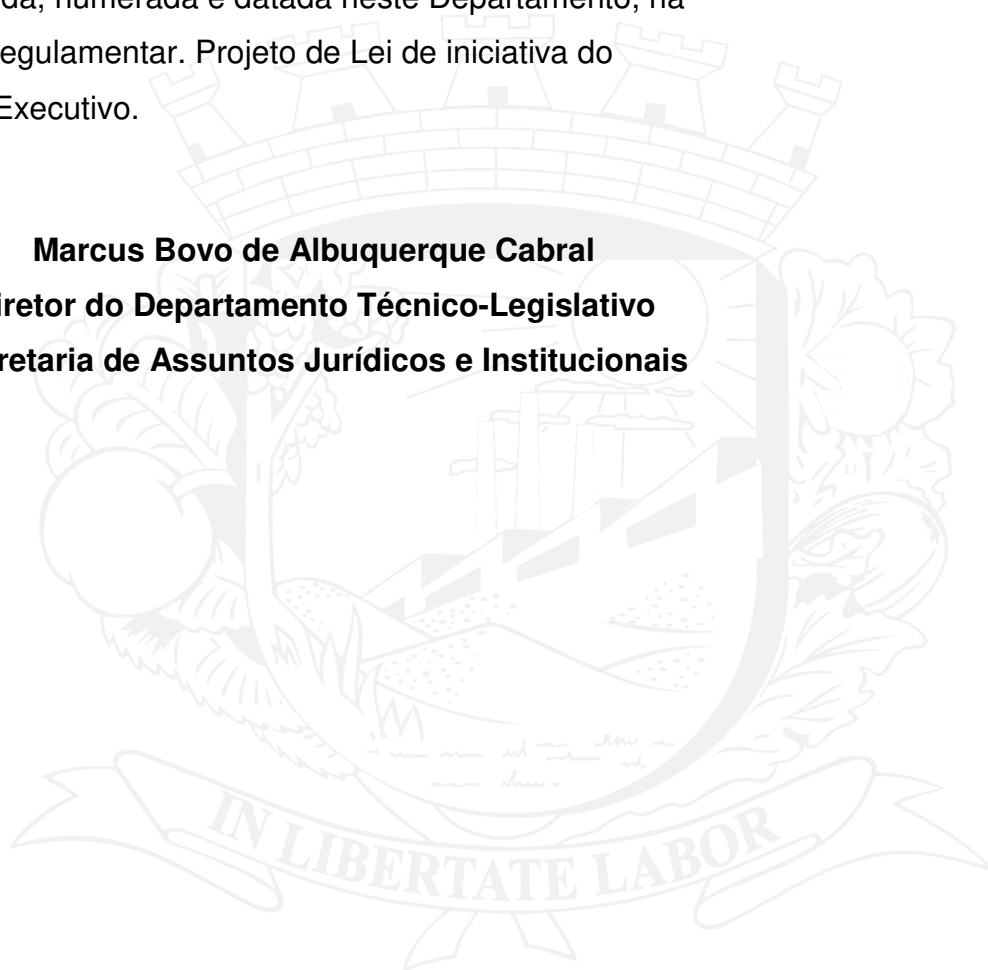 da, numerada e datada neste Departamento, na
egulamentar. Projeto de Lei de iniciativa do
Executivo.
Marcus Bovo de Albuquerque Cabral
iretor do Departamento Técnico-Legislativo
retaria de Assuntos Jurídicos e Institucionais
IN LIBERTATE LABOR